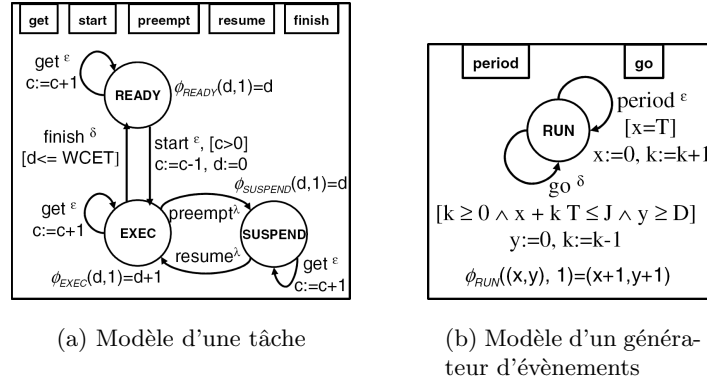 get start preempt resume finish
get ε
c:=c+1
READY
ϕREADY(d,1)=d
finish δ
[d<= WCET]
start ε, [c>0]
c:=c-1, d:=0
ϕSUSPEND(d,1)=d
get ε
c:=c+1
EXEC
preemptλ
SUSPEND
resumeλ
get ε
c:=c+1
ϕEXEC(d,1)=d+1
(a) Modèle d'une tâche
period go
RUN
period ε
[x=T]
x:=0, k:=k+1
go δ
[k ≥ 0 ∧ x + k T ≤ J ∧ y ≥ D]
y:=0, k:=k-1
ϕRUN((x,y), 1)=(x+1,y+1)
(b) Modèle d'un généra-
teur d'évènements